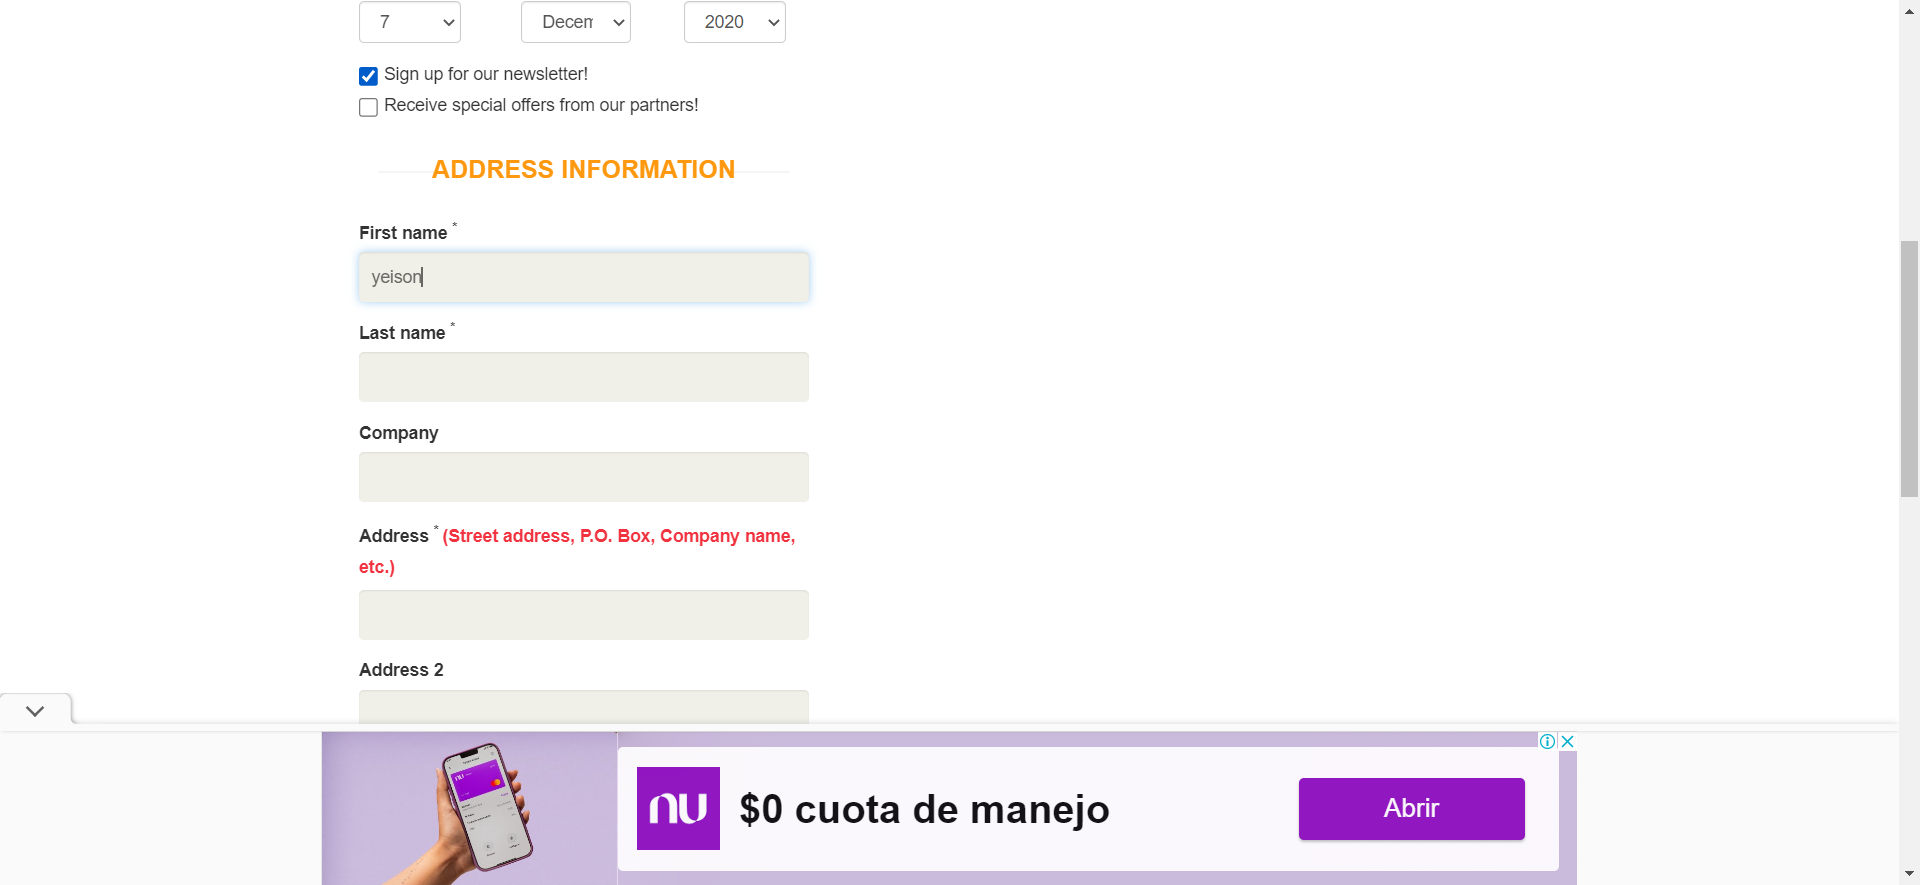 7 Decem 2020
Sign up for our newsletter!
Receive special offers from our partners!
ADDRESS INFORMATION
First name *
yeison
Last name *
Company
Address * (Street address, P.O. Box, Company name,
etc.)
Address 2
nu
$0 cuota de manejo
Abrir